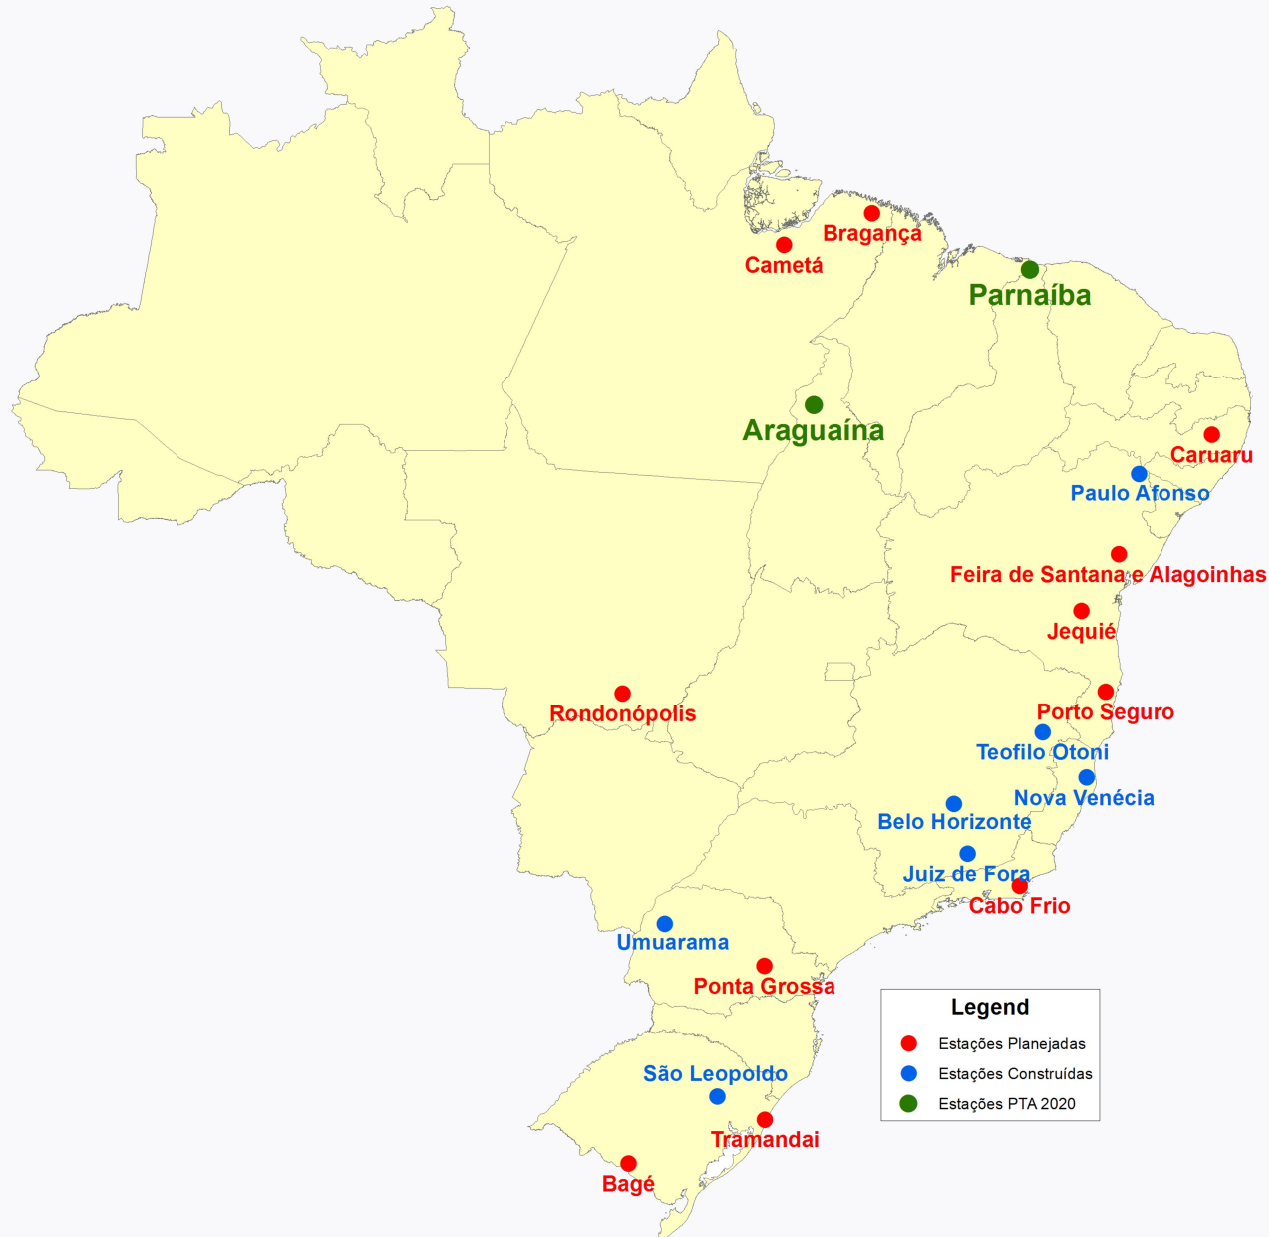 Bragança
Cametá
Parnaíba
Araguaína
Caruaru
Paulo Afonso
Feira de Santana e Alagoinhas
Jequié
Rondonópolis
Porto Seguro
Teofilo Otoni
Nova Venécia
Belo Horizonte
Juiz de Fora
Cabo Frio
Umuarama
Ponta Grossa
Legend
Estações Planejadas
Estações Construídas
Estações PTA 2020
São Leopoldo
Tramandai
Bagé